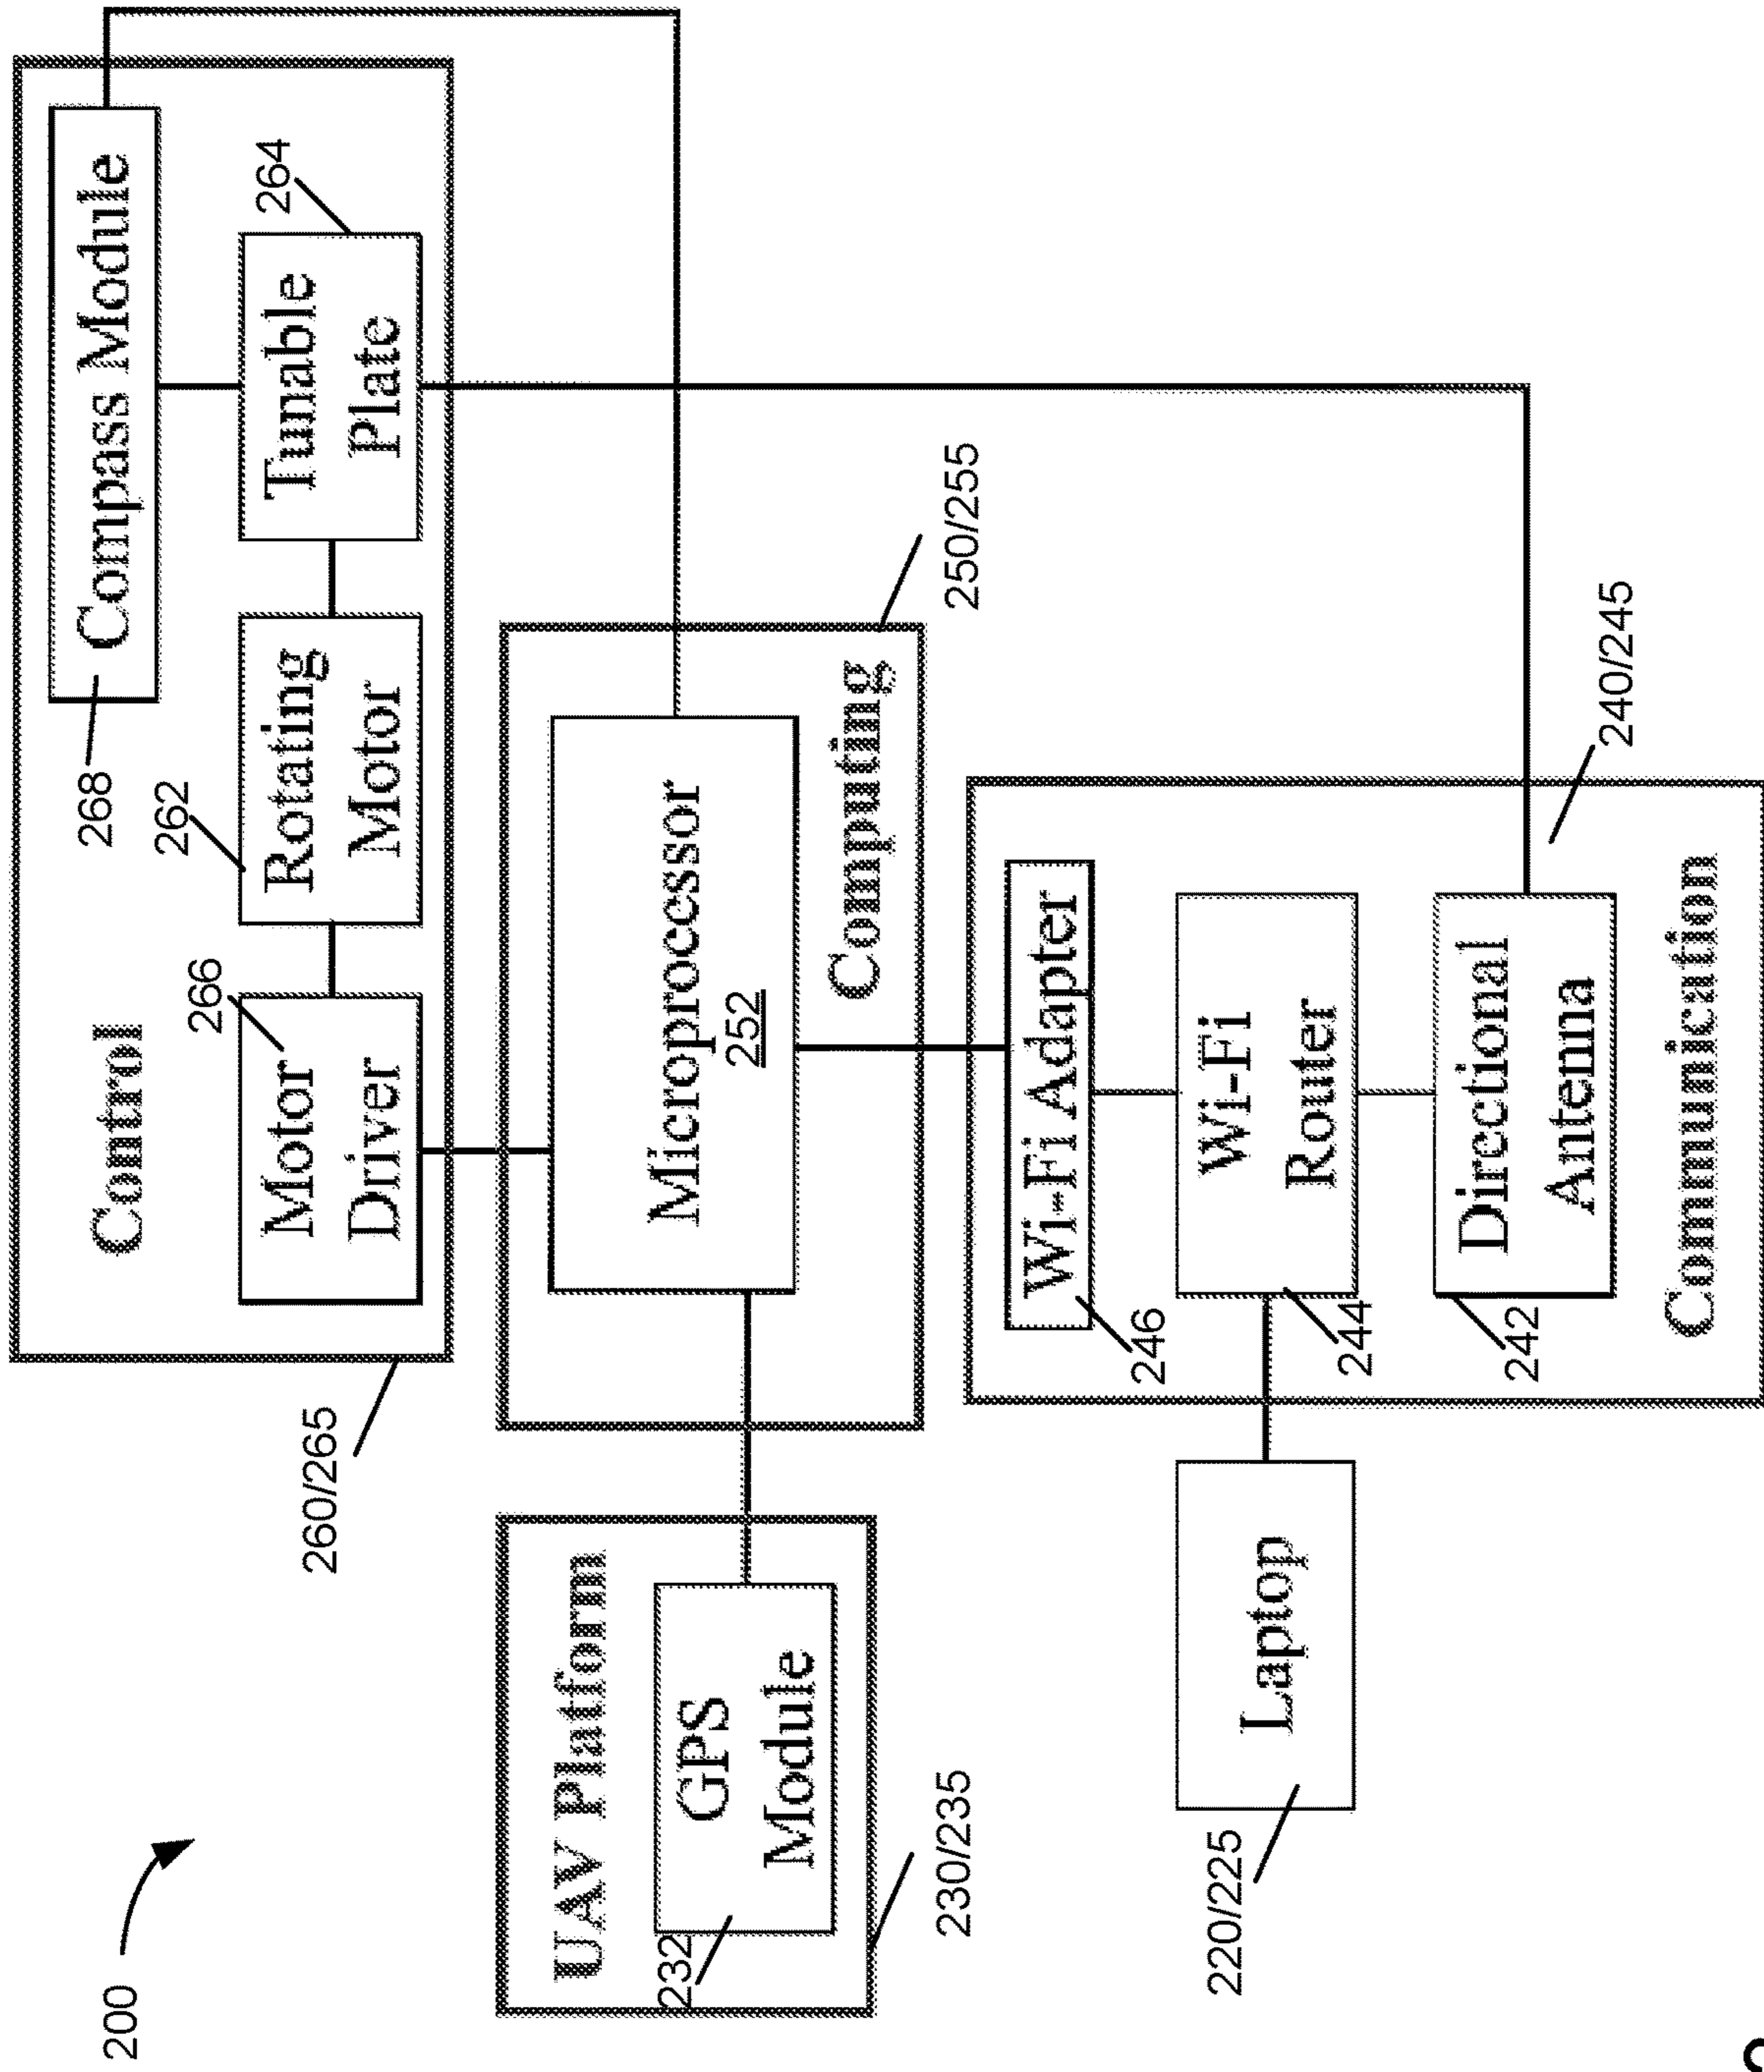 200
Control
268
Compass Module
266
Motor
Driver
262
Rotating
Motor
264
Tunable
Plate
260/265
UAV Platform
232
GPS
Module
230/235
Microprocessor
252
Computing
250/255
Laptop
220/225
246
Wi-Fi Adapter
244
Wi-Fi
Router
242
Directional
Antenna
Communication
240/245